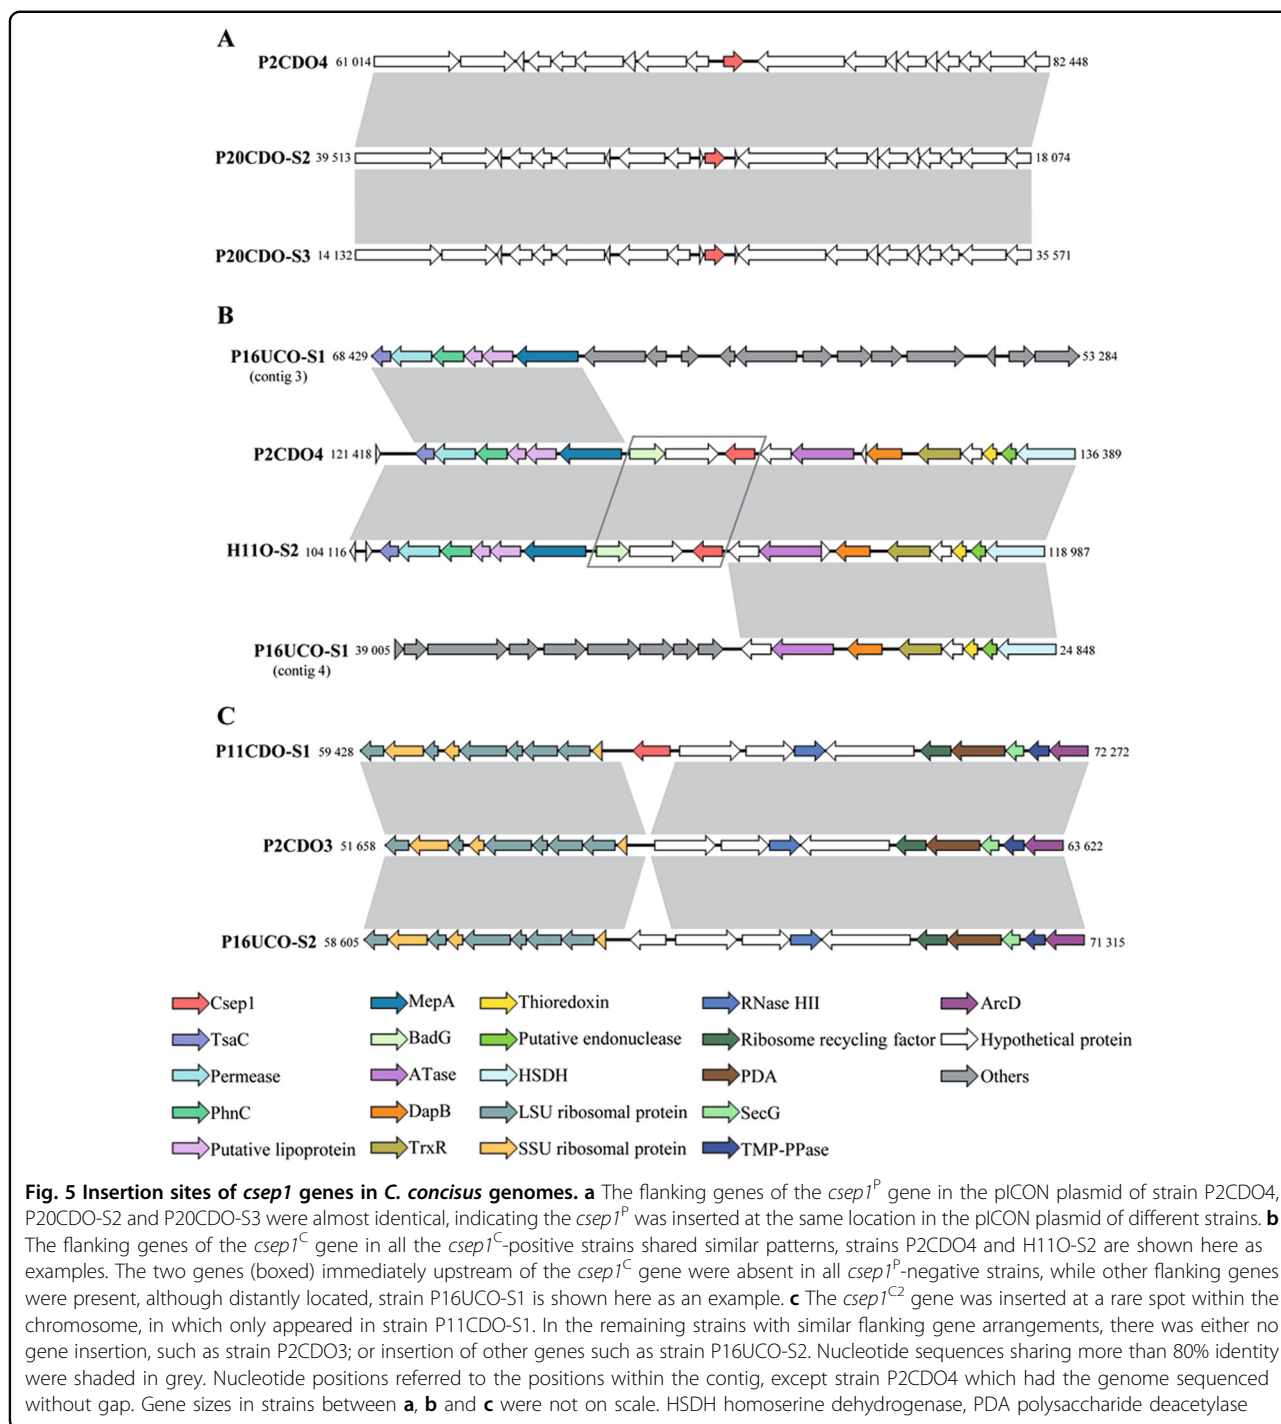 A
P2CDO4 61 014 82 448
P20CDO-S2 39 513 18 074
P20CDO-S3 14 132 35 571
B
P16UCO-S1 68 429 53 284
(contig 3)
P2CDO4 121 418 136 389
H11O-S2 104 116 118 987
P16UCO-S1 39 005 24 848
(contig 4)
C
P11CDO-S1 59 428 72 272
P2CDO3 51 658 63 622
P16UCO-S2 58 605 71 315
Csep1 MepA Thioredoxin RNase HII ArcD
TsaC BadG Putative endonuclease Ribosome recycling factor Hypothetical protein
Permease ATase HSDH PDA Others
PhnC DapB LSU ribosomal protein SecG
Putative lipoprotein TrxR SSU ribosomal protein TMP-PPase
Fig. 5 Insertion sites of csep1 genes in C. concisus genomes. a The flanking genes of the csep1ᴾ gene in the pICON plasmid of strain P2CDO4,
P20CDO-S2 and P20CDO-S3 were almost identical, indicating the csep1ᴾ was inserted at the same location in the pICON plasmid of different strains. b
The flanking genes of the csep1ᶜ gene in all the csep1ᶜ-positive strains shared similar patterns, strains P2CDO4 and H11O-S2 are shown here as
examples. The two genes (boxed) immediately upstream of the csep1ᶜ gene were absent in all csep1ᴾ-negative strains, while other flanking genes
were present, although distantly located, strain P16UCO-S1 is shown here as an example. c The csep1ᶜ² gene was inserted at a rare spot within the
chromosome, in which only appeared in strain P11CDO-S1. In the remaining strains with similar flanking gene arrangements, there was either no
gene insertion, such as strain P2CDO3; or insertion of other genes such as strain P16UCO-S2. Nucleotide sequences sharing more than 80% identity
were shaded in grey. Nucleotide positions referred to the positions within the contig, except strain P2CDO4 which had the genome sequenced
without gap. Gene sizes in strains between a, b and c were not on scale. HSDH homoserine dehydrogenase, PDA polysaccharide deacetylase